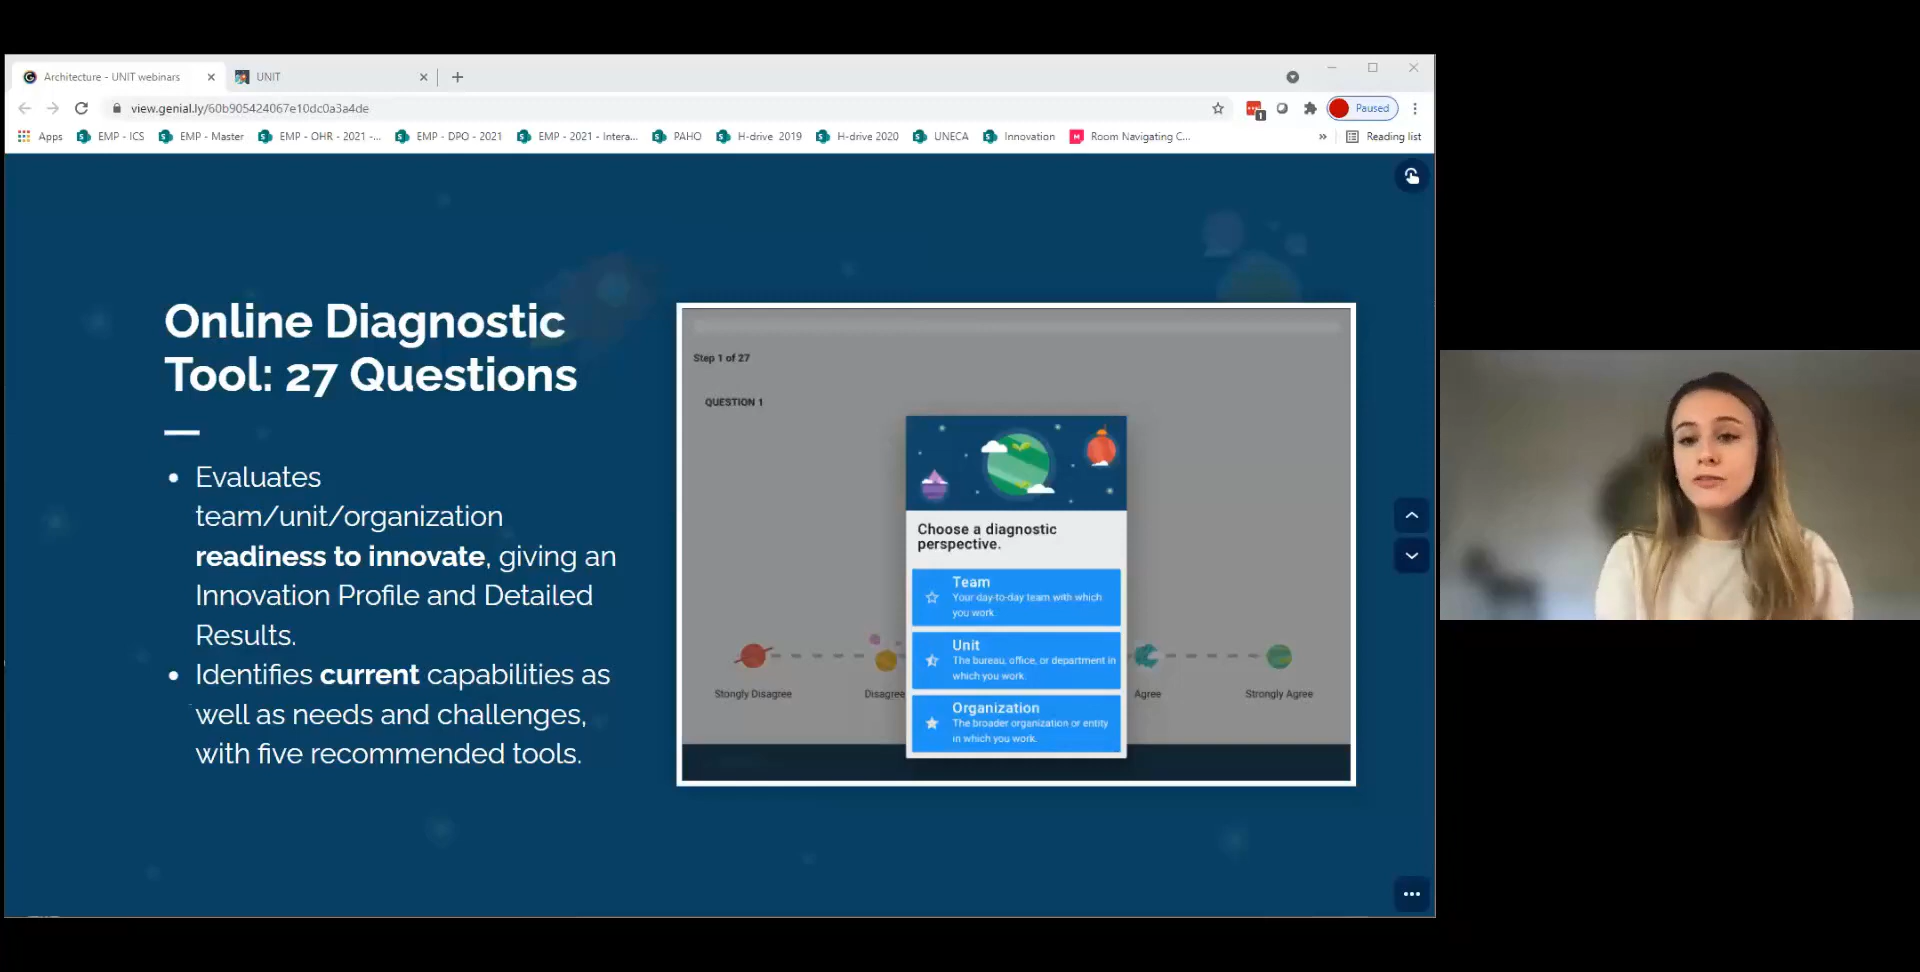 Architecture - UNIT webinars
UNIT
view.genial.ly/60b905424067e10dc0a3a4de
Paused
Apps
EMP - ICS
EMP - Master
EMP - OHR - 2021 -...
EMP - DPO - 2021
EMP - 2021 - Intera...
PAHO
H-drive 2019
H-drive 2020
UNECA
Innovation
Room Navigating C...
»
Reading list
Online Diagnostic
Tool: 27 Questions
• Evaluates
team/unit/organization
readiness to innovate, giving an
Innovation Profile and Detailed
Results.
• Identifies current capabilities as
well as needs and challenges,
with five recommended tools.
Step 1 of 27
QUESTION 1
Choose a diagnostic
perspective.
Team
Your day-to-day team with which
you work.
Unit
The bureau, office, or department in
which you work.
Organization
The broader organization or entity
in which you work.
Stongly Disagree
Disagree
Agree
Strongly Agree